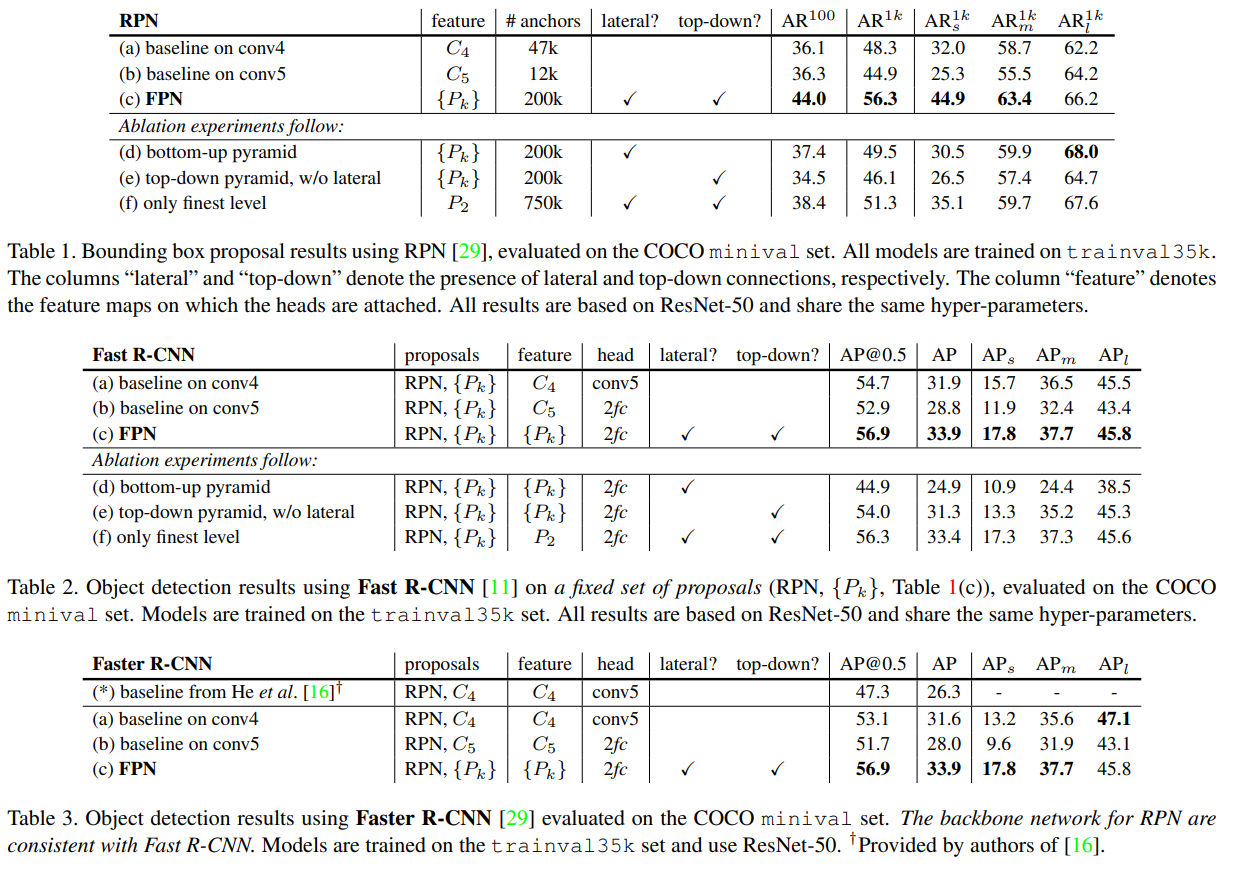 RPN feature # anchors lateral? top-down? AR^100 AR^1k AR_s^1k AR_m^1k AR_l^1k
(a) baseline on conv4 C_4 47k 36.1 48.3 32.0 58.7 62.2
(b) baseline on conv5 C_5 12k 36.3 44.9 25.3 55.5 64.2
(c) FPN {P_k} 200k ✓ ✓ 44.0 56.3 44.9 63.4 66.2
Ablation experiments follow:
(d) bottom-up pyramid {P_k} 200k ✓ 37.4 49.5 30.5 59.9 68.0
(e) top-down pyramid, w/o lateral {P_k} 200k ✓ 34.5 46.1 26.5 57.4 64.7
(f) only finest level P_2 750k ✓ ✓ 38.4 51.3 35.1 59.7 67.6
Table 1. Bounding box proposal results using RPN [29], evaluated on the COCO minival set. All models are trained on trainval35k.
The columns “lateral” and “top-down” denote the presence of lateral and top-down connections, respectively. The column “feature” denotes
the feature maps on which the heads are attached. All results are based on ResNet-50 and share the same hyper-parameters.
Fast R-CNN proposals feature head lateral? top-down? AP@0.5 AP AP_s AP_m AP_l
(a) baseline on conv4 RPN, {P_k} C_4 conv5 54.7 31.9 15.7 36.5 45.5
(b) baseline on conv5 RPN, {P_k} C_5 2fc 52.9 28.8 11.9 32.4 43.4
(c) FPN RPN, {P_k} {P_k} 2fc ✓ ✓ 56.9 33.9 17.8 37.7 45.8
Ablation experiments follow:
(d) bottom-up pyramid RPN, {P_k} {P_k} 2fc ✓ 44.9 24.9 10.9 24.4 38.5
(e) top-down pyramid, w/o lateral RPN, {P_k} {P_k} 2fc ✓ 54.0 31.3 13.3 35.2 45.3
(f) only finest level RPN, {P_k} P_2 2fc ✓ ✓ 56.3 33.4 17.3 37.3 45.6
Table 2. Object detection results using Fast R-CNN [11] on a fixed set of proposals (RPN, {P_k}, Table 1(c)), evaluated on the COCO
minival set. Models are trained on the trainval35k set. All results are based on ResNet-50 and share the same hyper-parameters.
Faster R-CNN proposals feature head lateral? top-down? AP@0.5 AP AP_s AP_m AP_l
(*) baseline from He et al. [16]† RPN, C_4 C_4 conv5 47.3 26.3 - - -
(a) baseline on conv4 RPN, C_4 C_4 conv5 53.1 31.6 13.2 35.6 47.1
(b) baseline on conv5 RPN, C_5 C_5 2fc 51.7 28.0 9.6 31.9 43.1
(c) FPN RPN, {P_k} {P_k} 2fc ✓ ✓ 56.9 33.9 17.8 37.7 45.8
Table 3. Object detection results using Faster R-CNN [29] evaluated on the COCO minival set. The backbone network for RPN are
consistent with Fast R-CNN. Models are trained on the trainval35k set and use ResNet-50. †Provided by authors of [16].